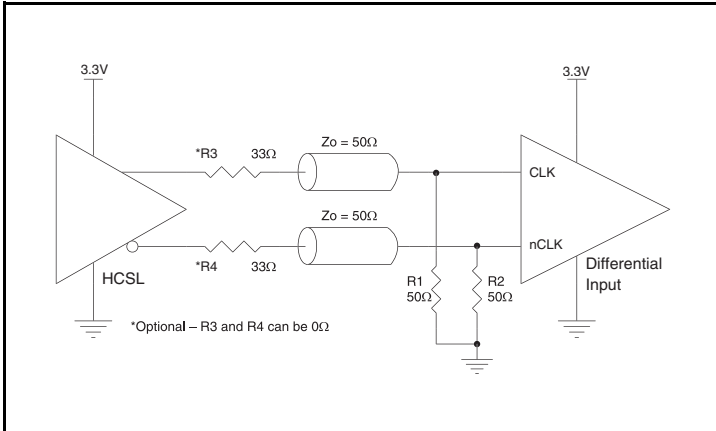 3.3V
3.3V
*R3 33Ω
Zo = 50Ω
CLK
Zo = 50Ω
nCLK
*R4 33Ω
HCSL
R1
50Ω
R2
50Ω
Differential
Input
*Optional – R3 and R4 can be 0Ω